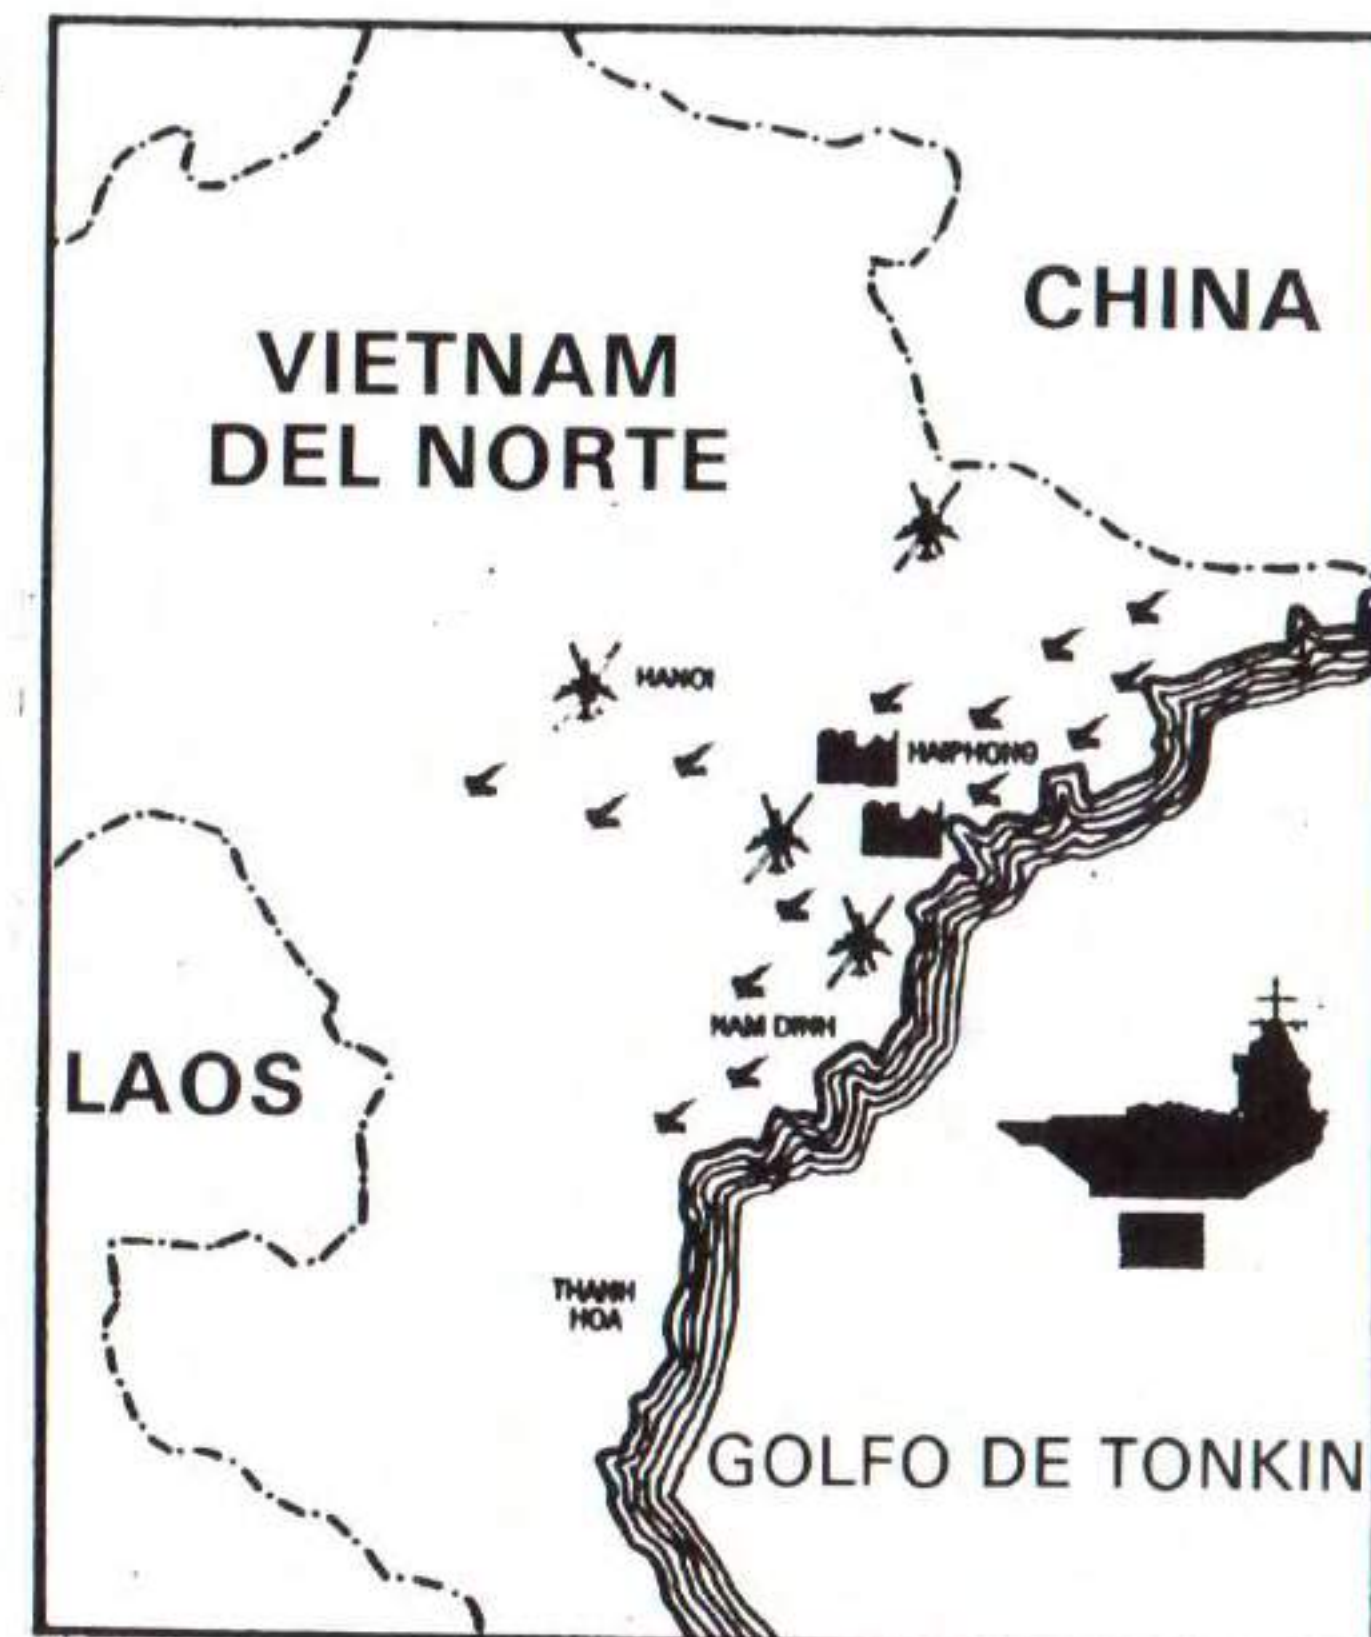 CHINA
VIETNAM
DEL NORTE
HANOI
HAIPHONG
NAM DINH
LAOS
THANH
HOA
GOLFO DE TONKIN